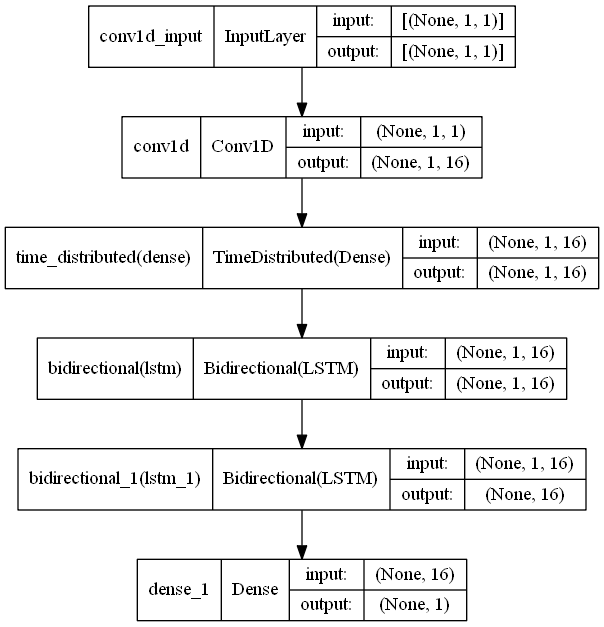 conv1d_input InputLayer input: [(None, 1, 1)]
output: [(None, 1, 1)]
conv1d Conv1D input: (None, 1, 1)
output: (None, 1, 16)
time_distributed(dense) TimeDistributed(Dense) input: (None, 1, 16)
output: (None, 1, 16)
bidirectional(lstm) Bidirectional(LSTM) input: (None, 1, 16)
output: (None, 1, 16)
bidirectional_1(lstm_1) Bidirectional(LSTM) input: (None, 1, 16)
output: (None, 16)
dense_1 Dense input: (None, 16)
output: (None, 1)